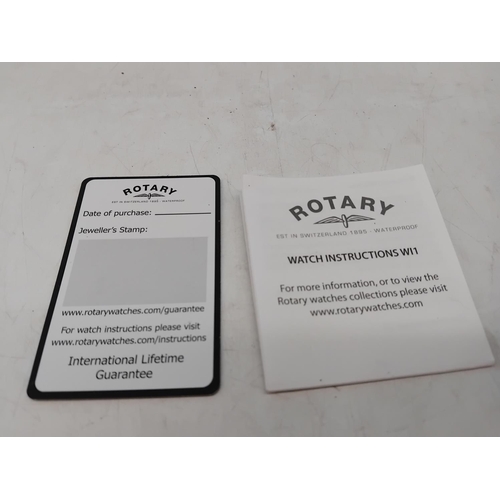 ROTARY
EST IN SWITZERLAND 1895 - WATERPROOF
Date of purchase:
Jeweller's Stamp:
www.rotarywatches.com/guarantee
For watch instructions please visit
www.rotarywatches.com/instructions
International Lifetime
Guarantee
ROTARY
EST IN SWITZERLAND 1895 - WATERPROOF
WATCH INSTRUCTIONS WI1
For more information, or to view the
Rotary watches collections please visit
www.rotarywatches.com